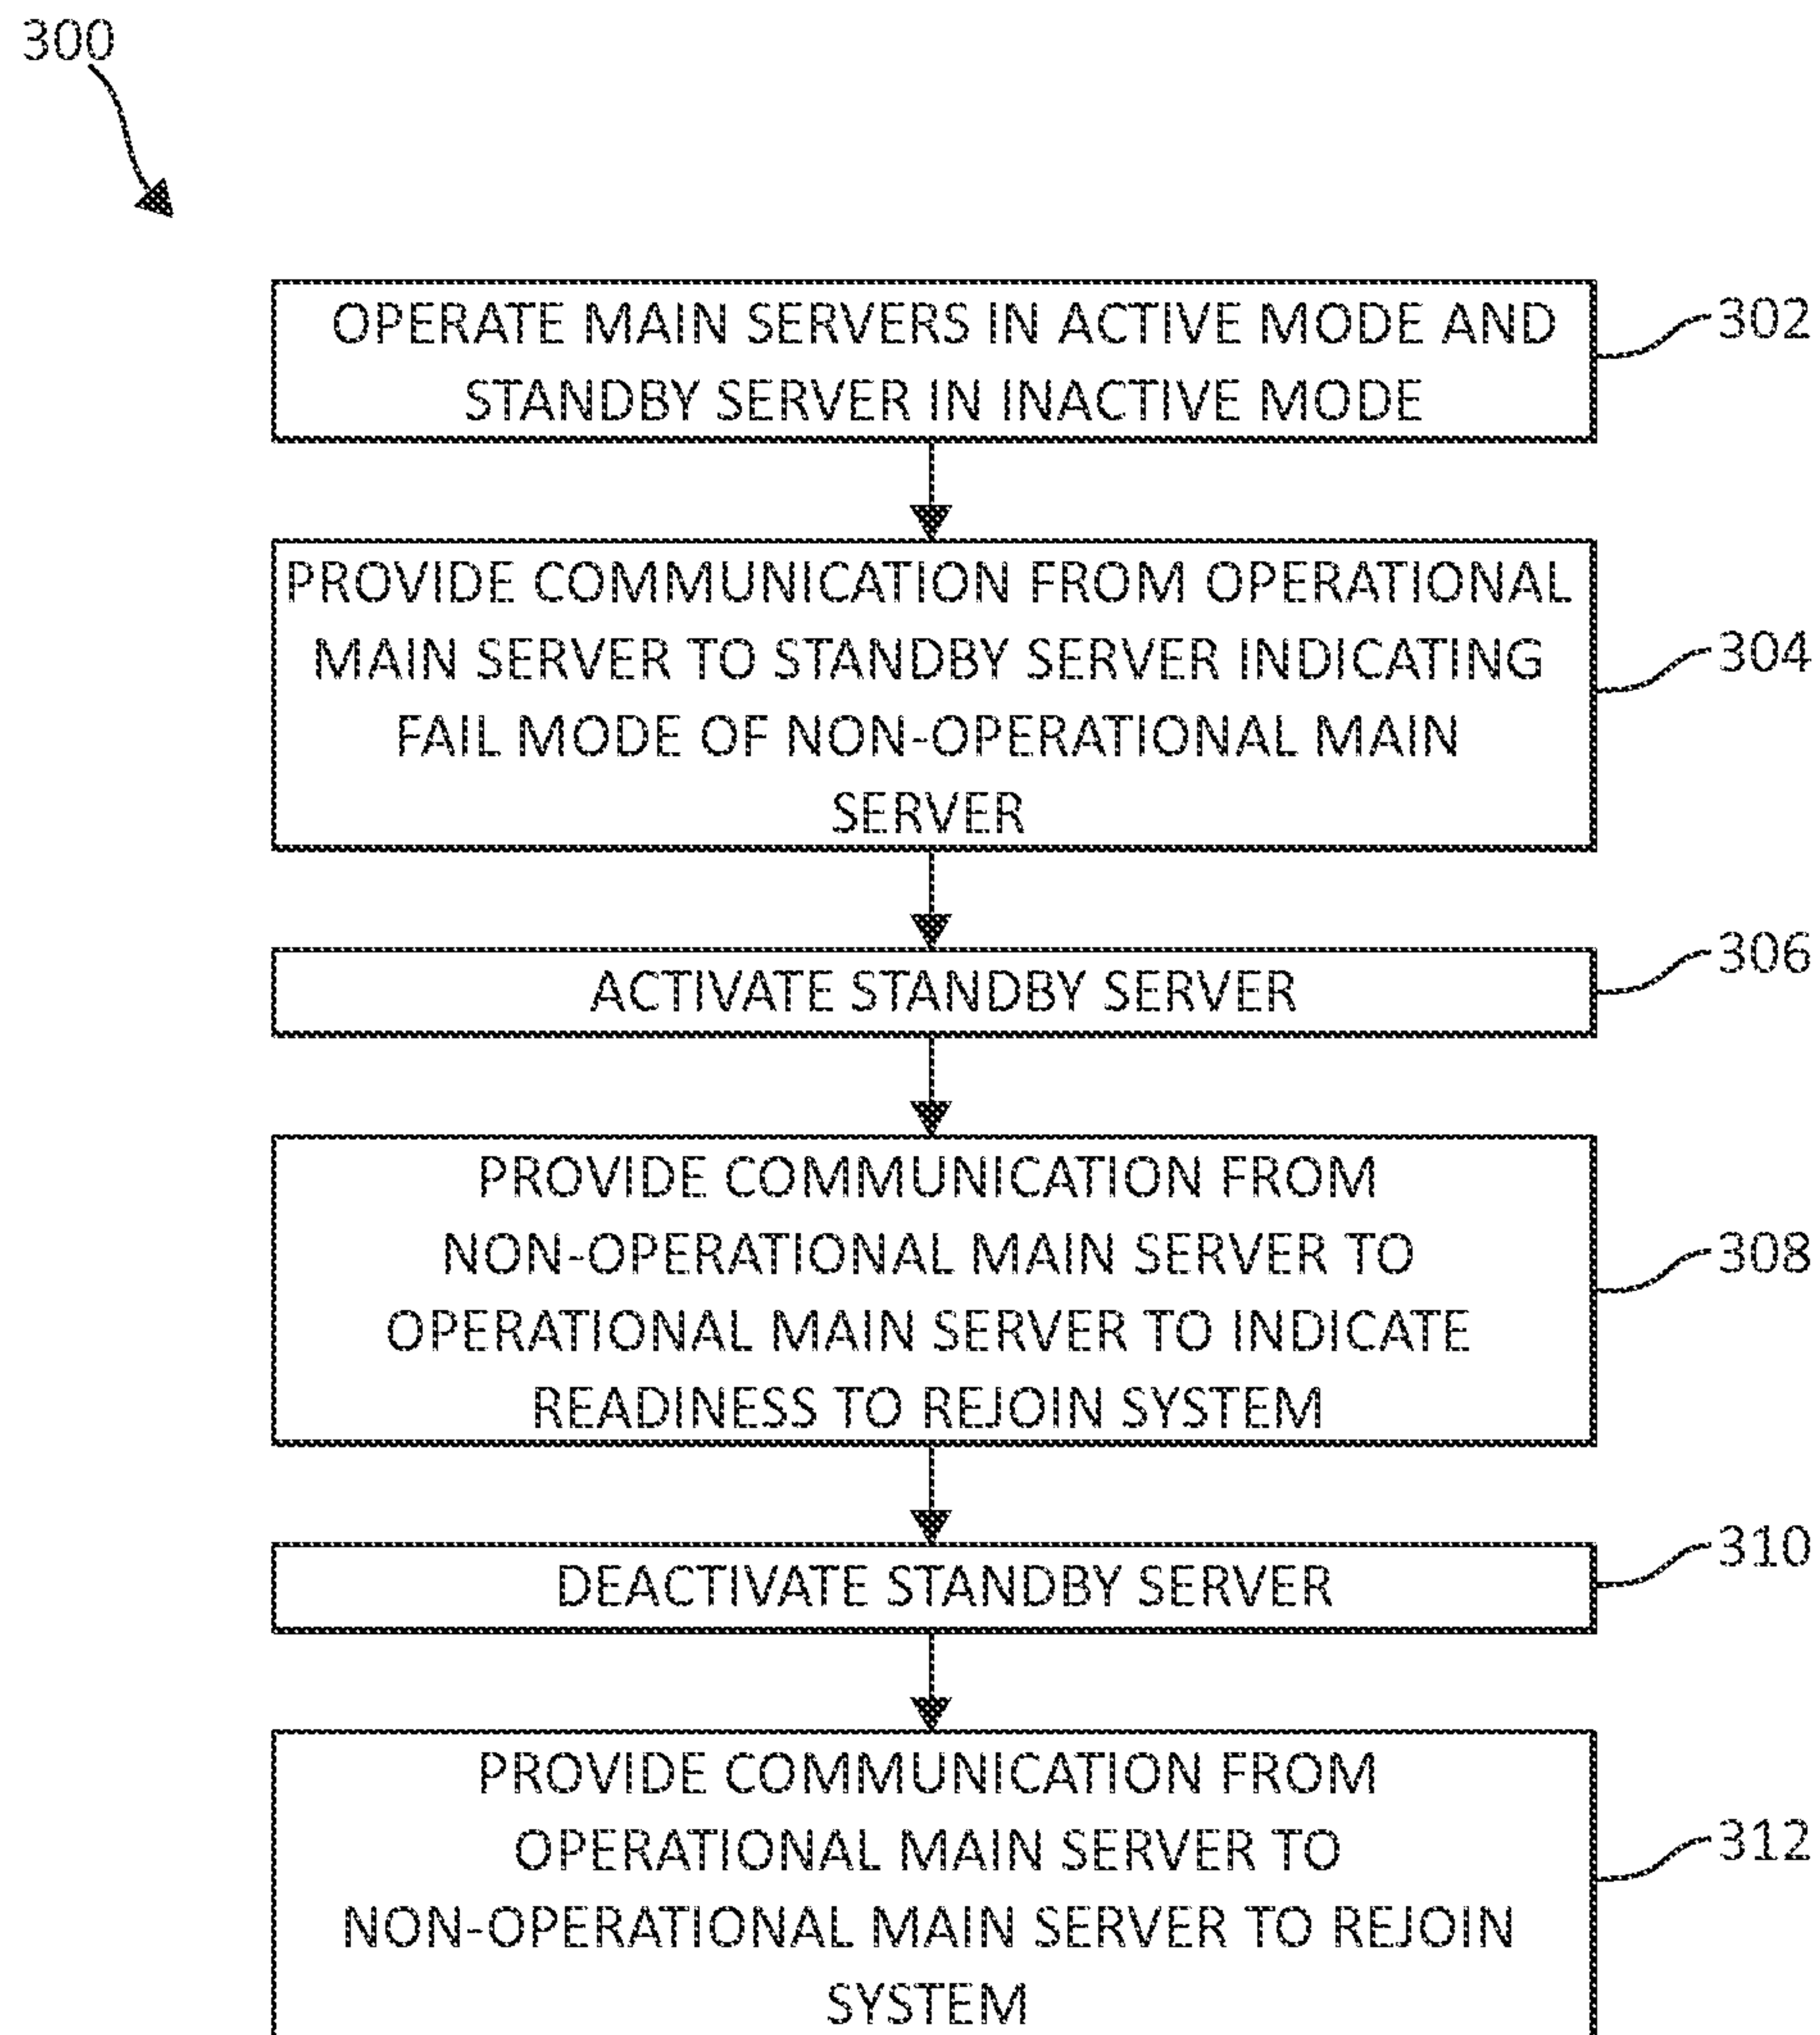 300
OPERATE MAIN SERVERS IN ACTIVE MODE AND
STANDBY SERVER IN INACTIVE MODE
302
PROVIDE COMMUNICATION FROM OPERATIONAL
MAIN SERVER TO STANDBY SERVER INDICATING
FAIL MODE OF NON-OPERATIONAL MAIN
SERVER
304
ACTIVATE STANDBY SERVER
306
PROVIDE COMMUNICATION FROM
NON-OPERATIONAL MAIN SERVER TO
OPERATIONAL MAIN SERVER TO INDICATE
READINESS TO REJOIN SYSTEM
308
DEACTIVATE STANDBY SERVER
310
PROVIDE COMMUNICATION FROM
OPERATIONAL MAIN SERVER TO
NON-OPERATIONAL MAIN SERVER TO REJOIN
SYSTEM
312